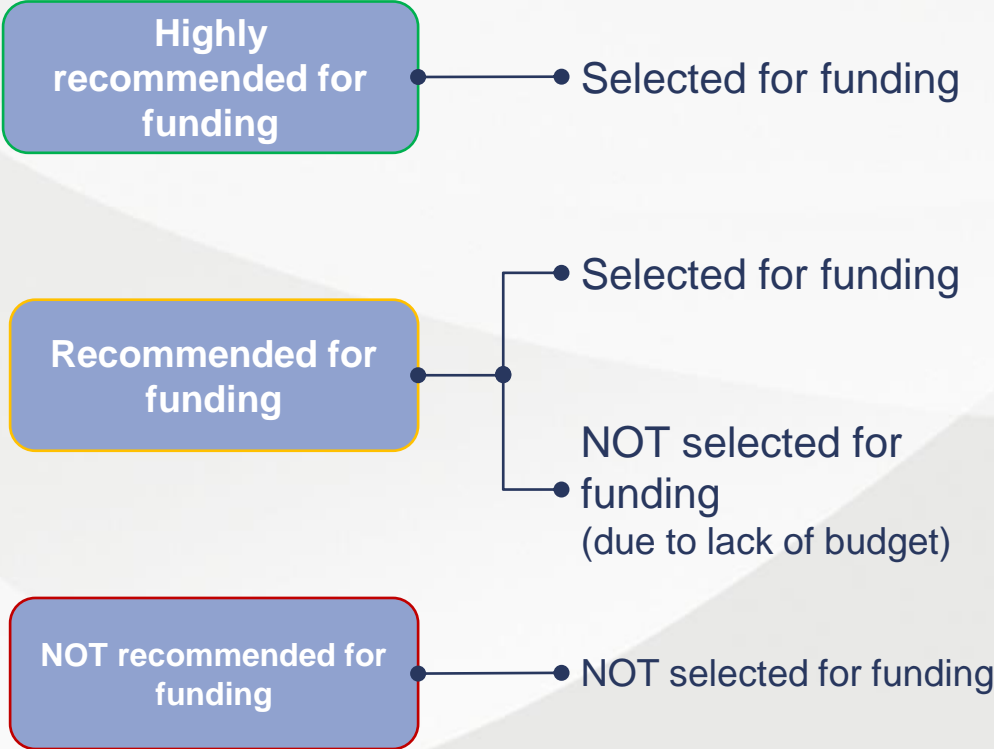 Highly
recommended for
funding
Selected for funding
Recommended for
funding
Selected for funding
NOT selected for
funding
(due to lack of budget)
NOT recommended for
funding
NOT selected for funding